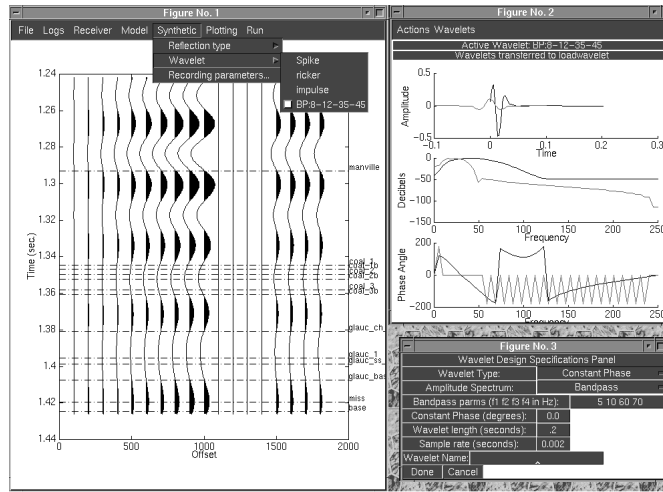 Figure No. 1
File Logs Receiver Model Synthetic Plotting Run
Reflection type
Wavelet
Recording parameters...
Spike
ricker
impulse
BP:8-12-35-45
1.24
1.26
1.28
1.3
1.32
1.34
1.36
1.38
1.4
1.42
1.44
Time (sec.)
manville
coal_1
coal_1b
coal_2
coal_2b
coal_3
coal_3b
glauc_ch
glauc_1
glauc_ss
glauc_bas
miss
base
0 500 1000 1500 2000
Offset
Figure No. 2
Actions Wavelets
Active Wavelet: BP:8-12-35-45
Wavelets transferred to loadwavelet
Amplitude
0.5
0
-0.5
-0.1 0 0.1 0.2 0.3
Time
Decibels
0
-50
-100
-150
0 50 100 150 200 250
Frequency
Phase Angle
200
0
-200
0 50 100 150 200 250
Frequency
Figure No. 3
Wavelet Design Specifications Panel
Wavelet Type: Constant Phase
Amplitude Spectrum: Bandpass
Bandpass parms (f1 f2 f3 f4 in Hz): 5 10 60 70
Constant Phase (degrees): 0.0
Wavelet length (seconds): .2
Sample rate (seconds): 0.002
Wavelet Name:
Done Cancel